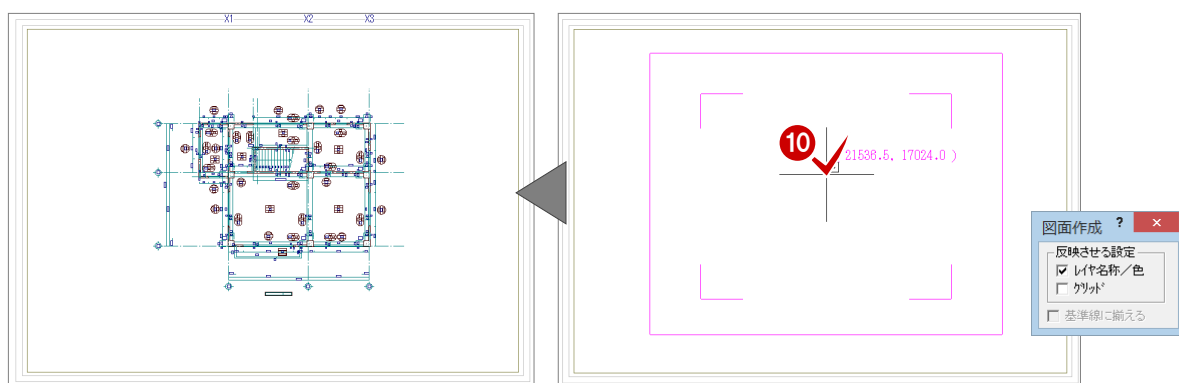 X1 X2 X3
10
21536.5, 17024.0 )
図面作成 ? ×
反映させる設定
レイヤ名称／色
グリッド
基準線に揃える